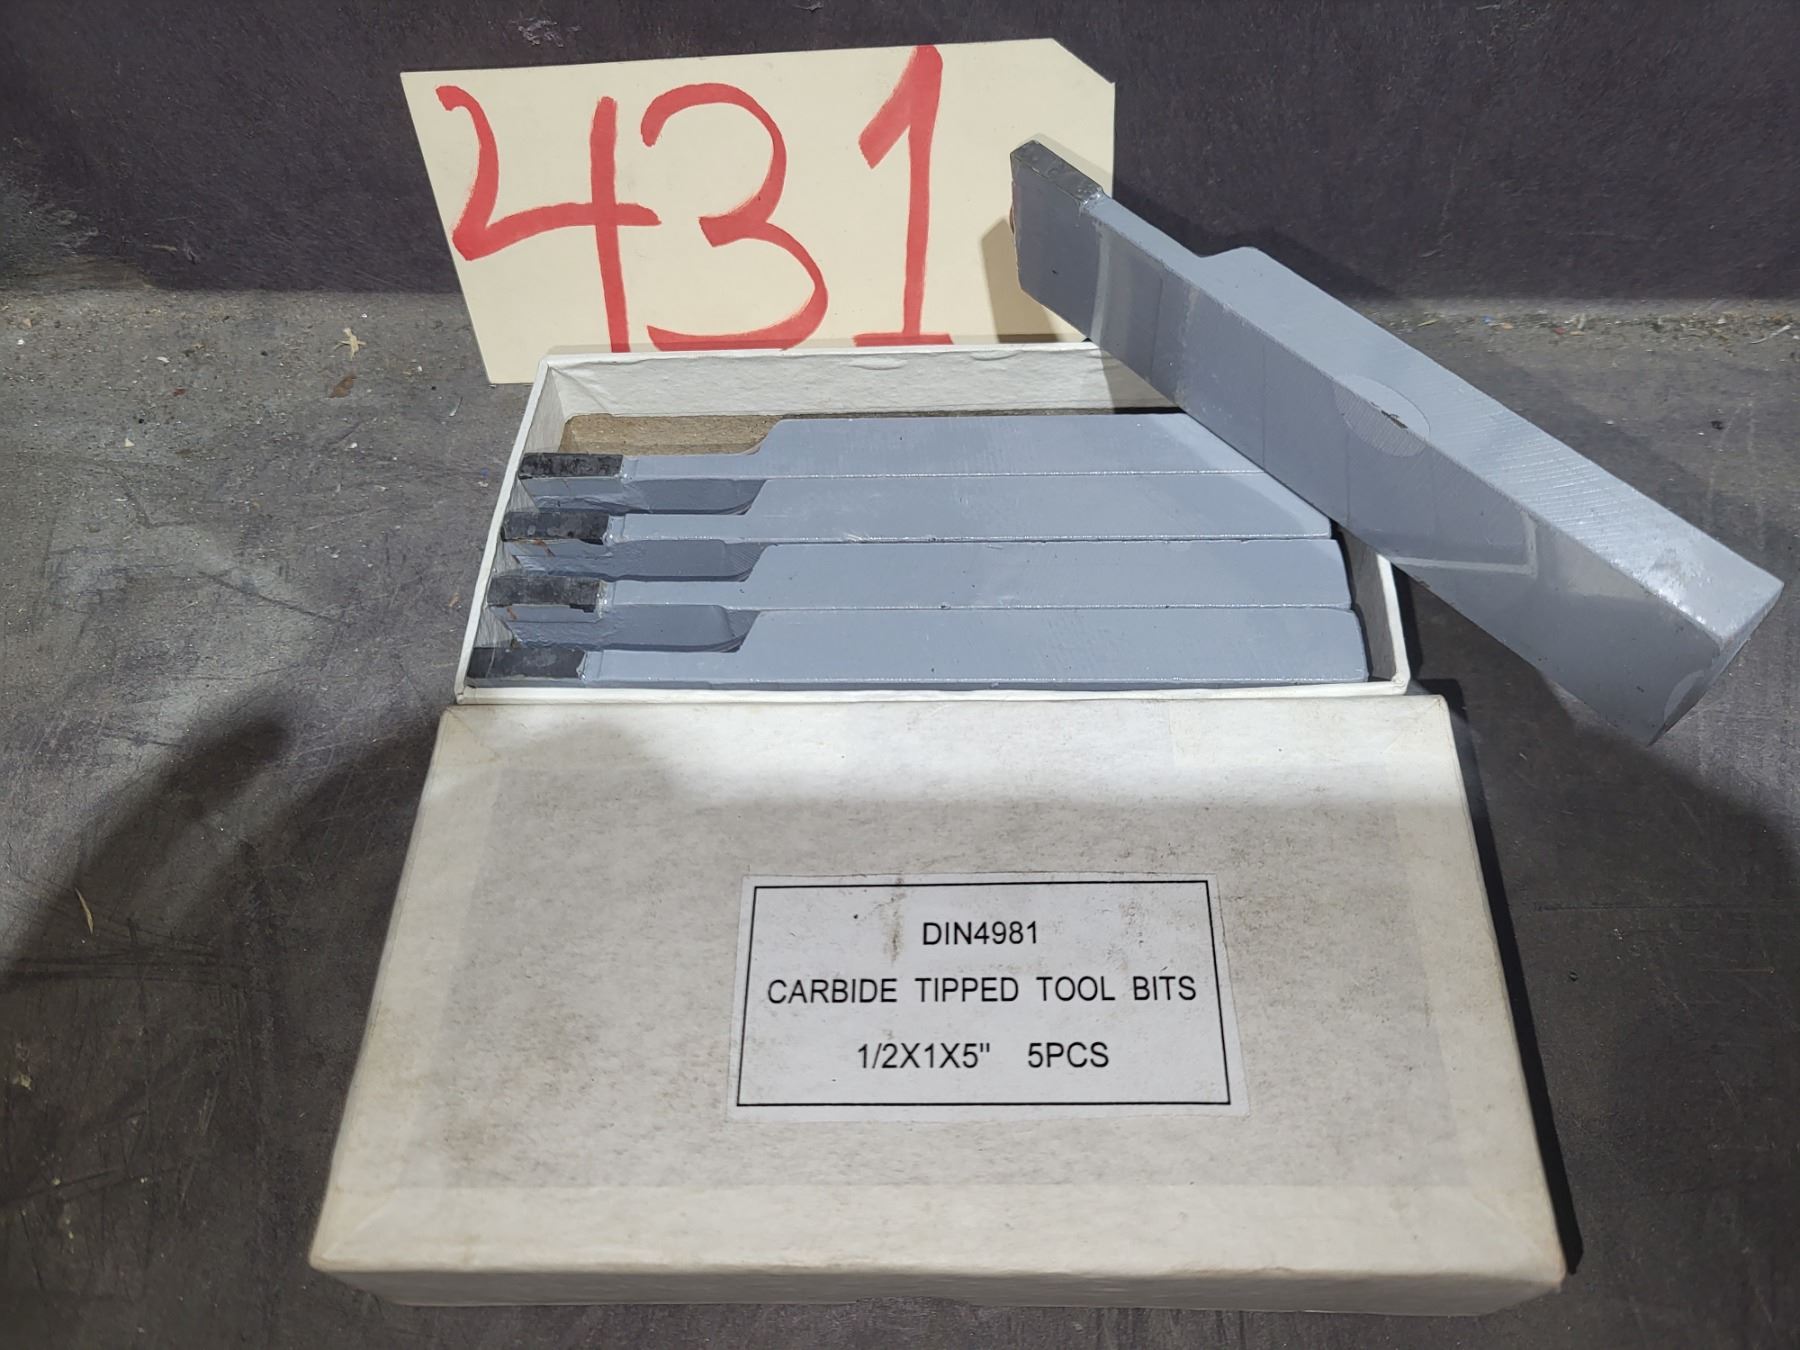 431
DIN4981
CARBIDE TIPPED TOOL BITS
1/2X1X5" 5PCS